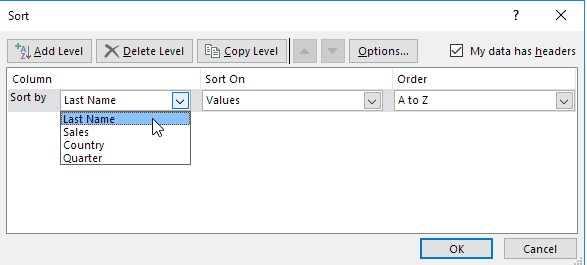 Sort
? ×
Add Level Delete Level Copy Level Options... My data has headers
Column Sort On Order
Sort by Last Name Values A to Z
Last Name
Sales
Country
Quarter
OK Cancel